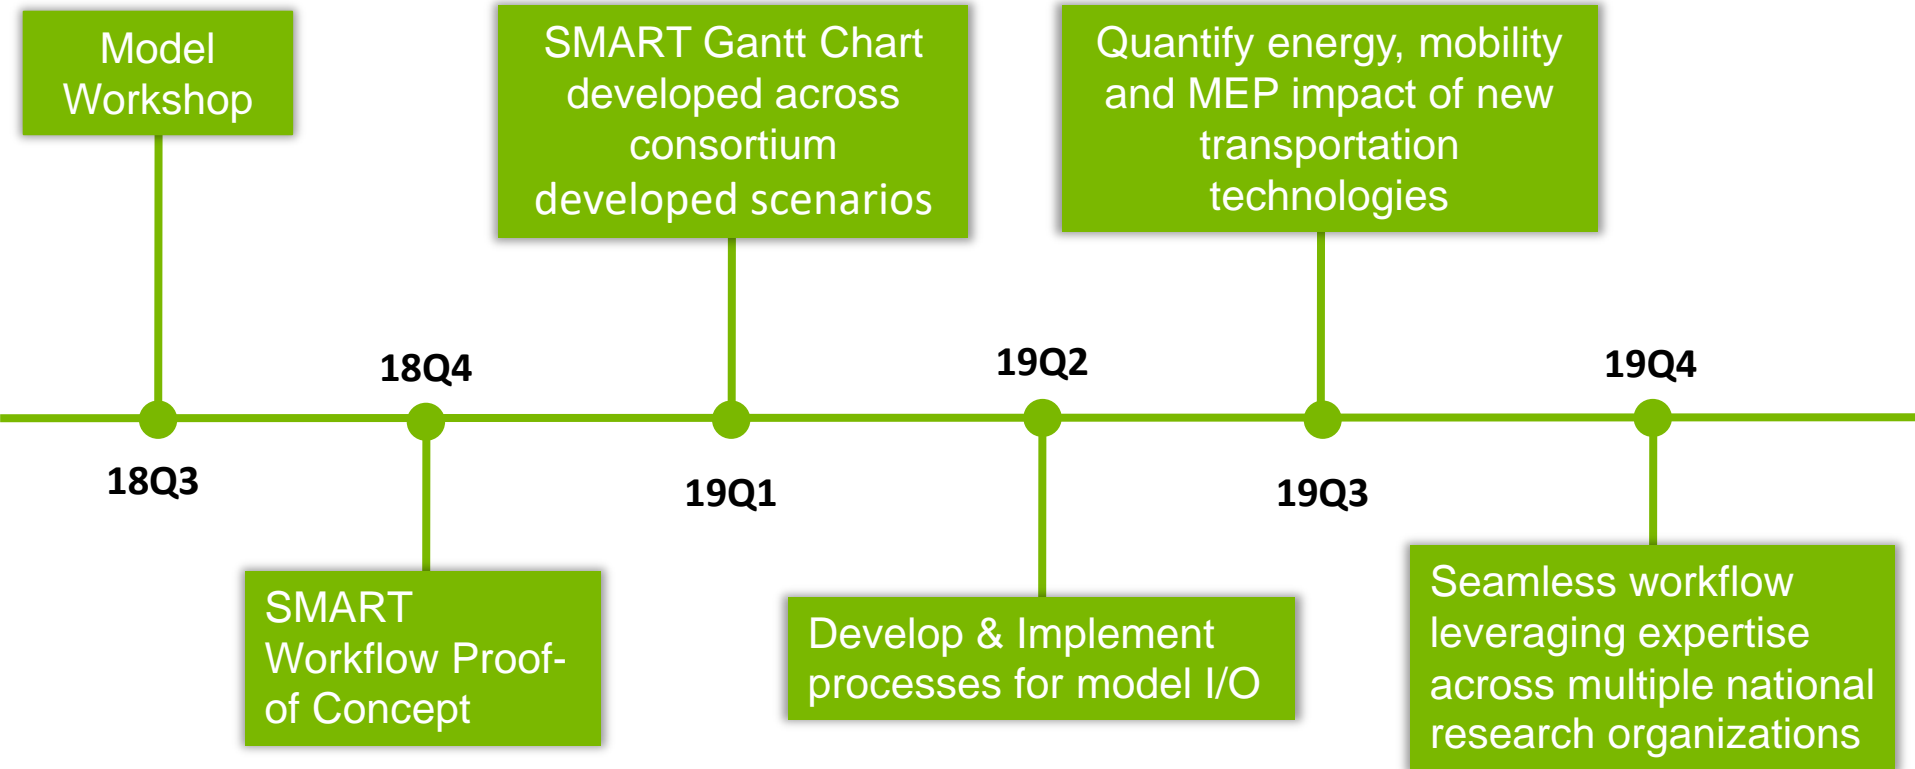 Model
Workshop
SMART Gantt Chart
developed across
consortium
developed scenarios
Quantify energy, mobility
and MEP impact of new
transportation
technologies
18Q3
18Q4
19Q1
19Q2
19Q3
19Q4
SMART
Workflow Proof-
of Concept
Develop & Implement
processes for model I/O
Seamless workflow
leveraging expertise
across multiple national
research organizations